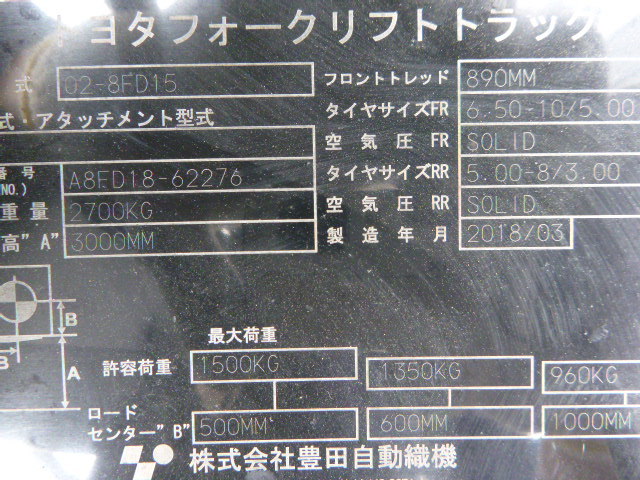 トヨタフォークリフトトラック
式 02-8FD15 フロントトレッド 890MM
式・アタッチメント型式 タイヤサイズFR 6.50-10/5.00
空気圧 FR SOLID
番号 (NO.) A8FD18-62276 タイヤサイズRR 5.00-8/3.00
重量 2700KG 空気圧 RR SOLID
高"A" 3000MM 製造年月 2018/03
B
B A
最大荷重
許容荷重 1500KG 1350KG 960KG
ロード
センター"B" 500MM 600MM 1000MM
株式会社豊田自動織機